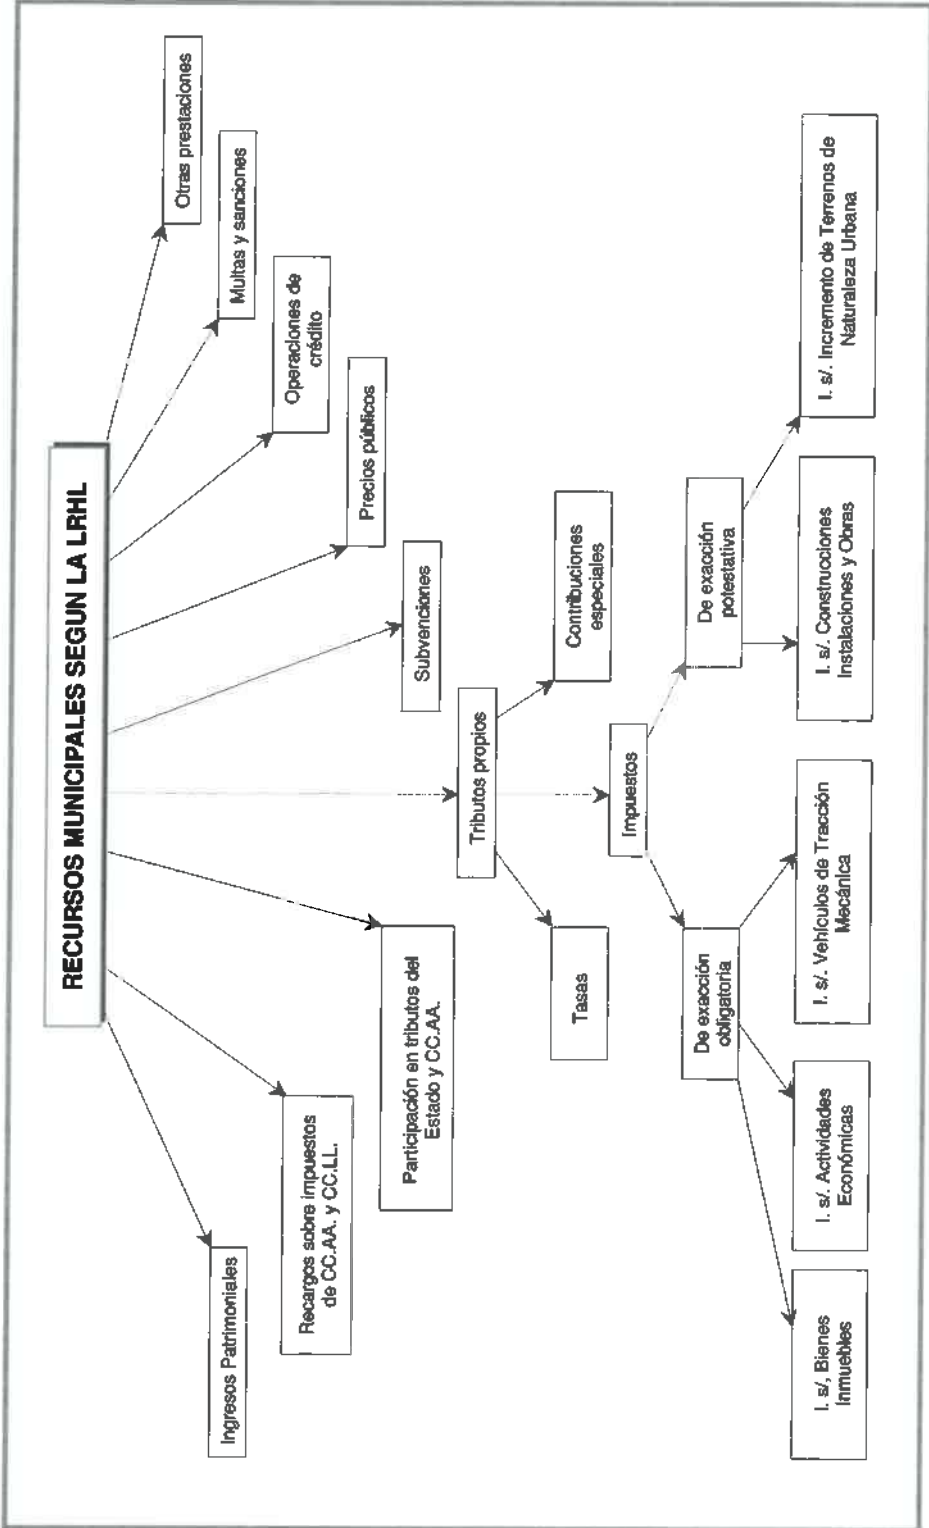 RECURSOS MUNICIPALES SEGUN LA LRHL
Ingresos Patrimoniales
Recargos sobre impuestos
de CC.AA. y CC.LL.
Participación en tributos del
Estado y CC.AA.
Tributos propios
Subvenciones
Precios públicos
Operaciones de
crédito
Multas y sanciones
Otras prestaciones
Tasas
Impuestos
Contribuciones
especiales
De exacción
obligatoria
De exacción
potestativa
I. s/, Bienes
Inmuebles
I. s/. Actividades
Económicas
I. s/. Vehículos de Tracción
Mecánica
I. s/. Construcciones
Instalaciones y Obras
I. s/. Incremento de Terrenos de
Naturaleza Urbana